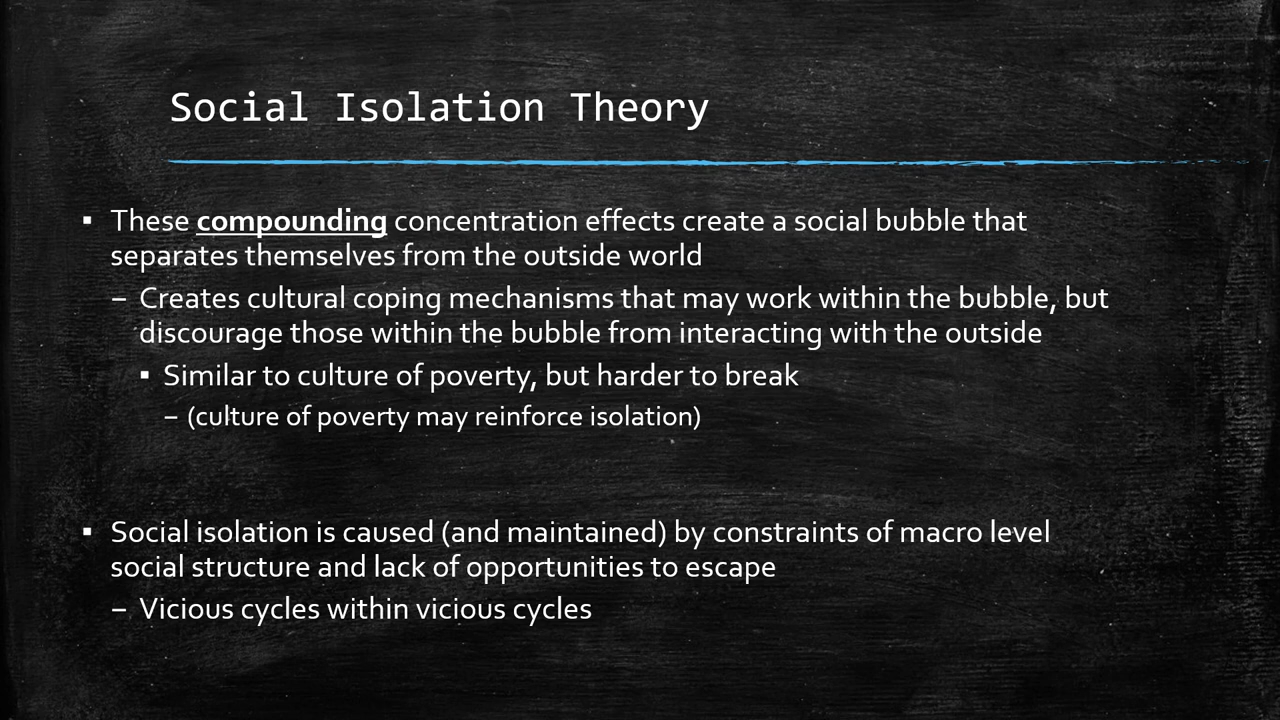 Social Isolation Theory
▪ These compounding concentration effects create a social bubble that
separates themselves from the outside world
– Creates cultural coping mechanisms that may work within the bubble, but
discourage those within the bubble from interacting with the outside
▪ Similar to culture of poverty, but harder to break
– (culture of poverty may reinforce isolation)
▪ Social isolation is caused (and maintained) by constraints of macro level
social structure and lack of opportunities to escape
– Vicious cycles within vicious cycles